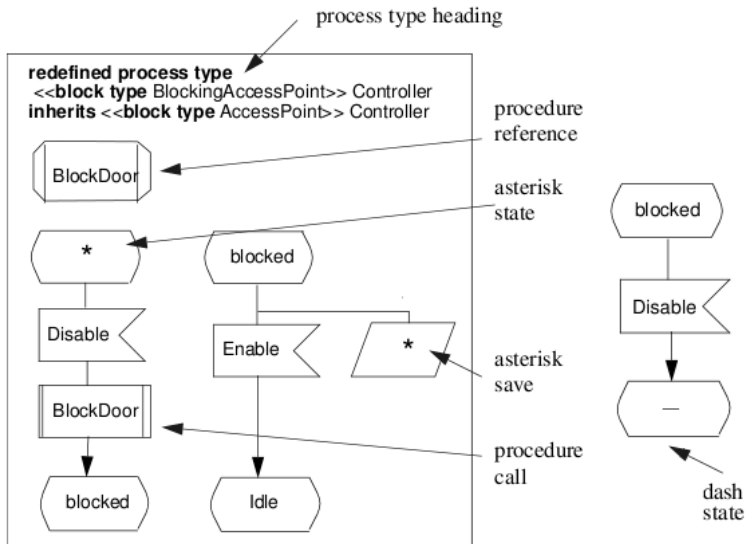 process type heading
redefined process type
<<block type BlockingAccessPoint>> Controller
inherits <<block type AccessPoint>> Controller
procedure
reference
BlockDoor
asterisk
state
*
blocked
blocked
Disable
Enable
*
Disable
asterisk
save
BlockDoor
—
procedure
call
blocked
Idle
dash
state